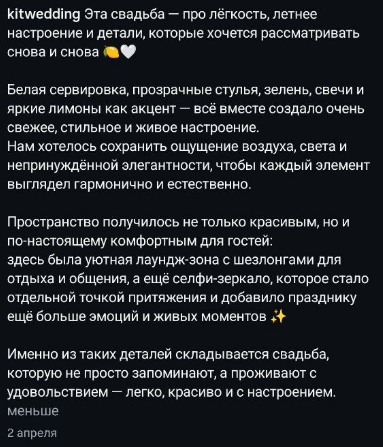 kitwedding Эта свадьба — про лёгкость, летнее
настроение и детали, которые хочется рассматривать
снова и снова 🍋🤍
Белая сервировка, прозрачные стулья, зелень, свечи и
яркие лимоны как акцент — всё вместе создало очень
свежее, стильное и живое настроение.
Нам хотелось сохранить ощущение воздуха, света и
непринуждённой элегантности, чтобы каждый элемент
выглядел гармонично и естественно.
Пространство получилось не только красивым, но и
по-настоящему комфортным для гостей:
здесь была уютная лаундж-зона с шезлонгами для
отдыха и общения, а ещё селфи-зеркало, которое стало
отдельной точкой притяжения и добавило празднику
ещё больше эмоций и живых моментов ✨
Именно из таких деталей складывается свадьба,
которую не просто запоминают, а проживают с
удовольствием — легко, красиво и с настроением.
меньше
2 апреля